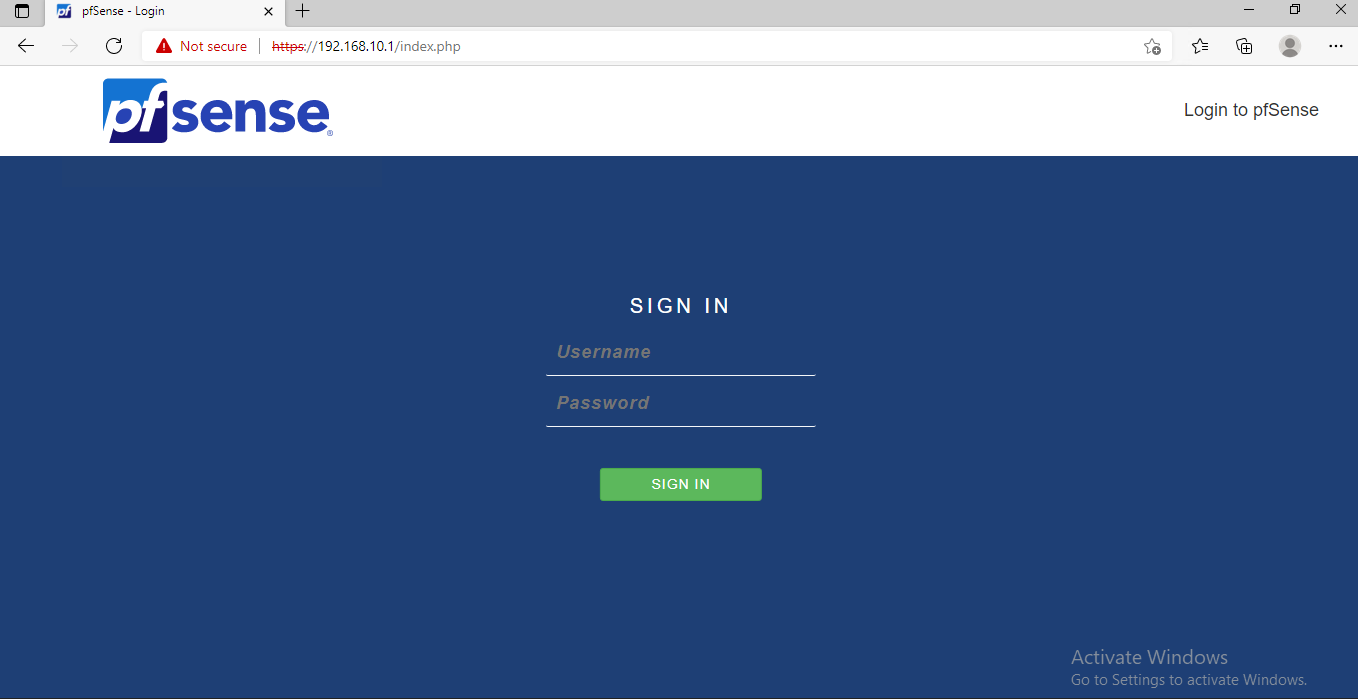 pfSense - Login
Not secure https://192.168.10.1/index.php
pfsense®
Login to pfSense
SIGN IN
Username
Password
SIGN IN
Activate Windows
Go to Settings to activate Windows.